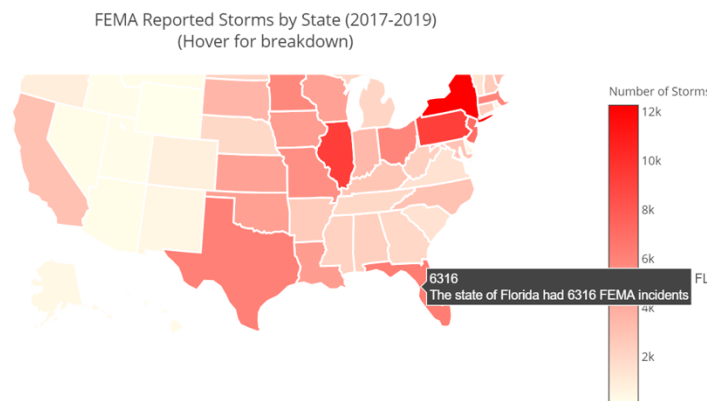 FEMA Reported Storms by State (2017-2019)
(Hover for breakdown)
Number of Storms
12k
10k
8k
6k
6316
FL
The state of Florida had 6316 FEMA incidents
4k
2k